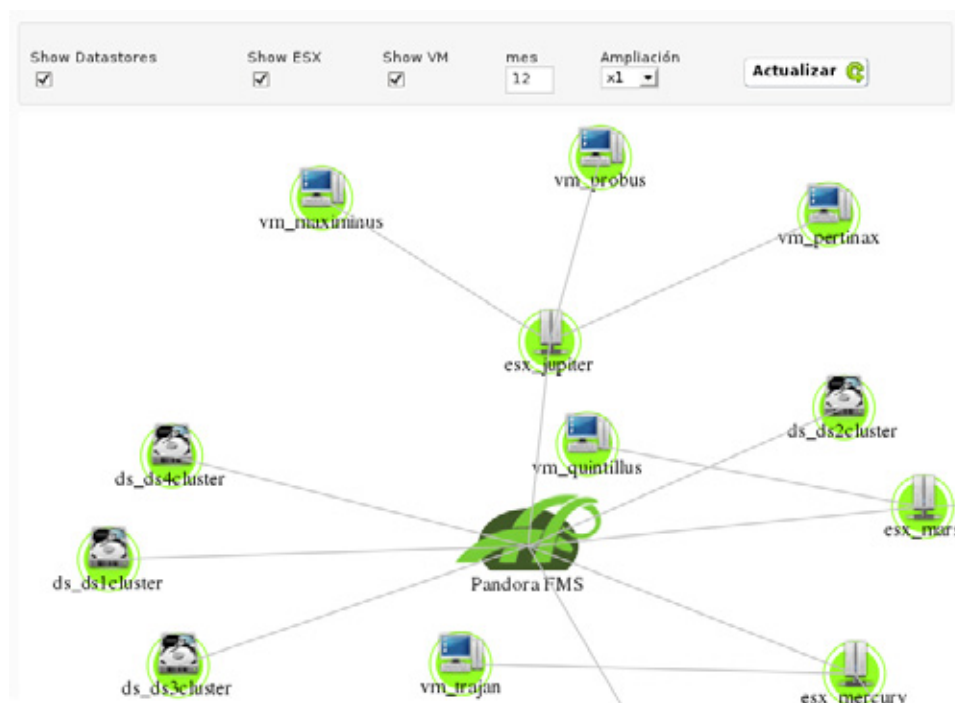 Show Datastores
Show ESX
Show VM
mes
Ampliación
12
x1
Actualizar
vm_probus
vm_maximinus
vm_pertinax
esx_jupiter
ds_ds2cluster
vm_quintillus
ds_ds4cluster
esx_mars
Pandora FMS
ds_ds1cluster
vm_trajan
ds_ds3cluster
esx_mercury